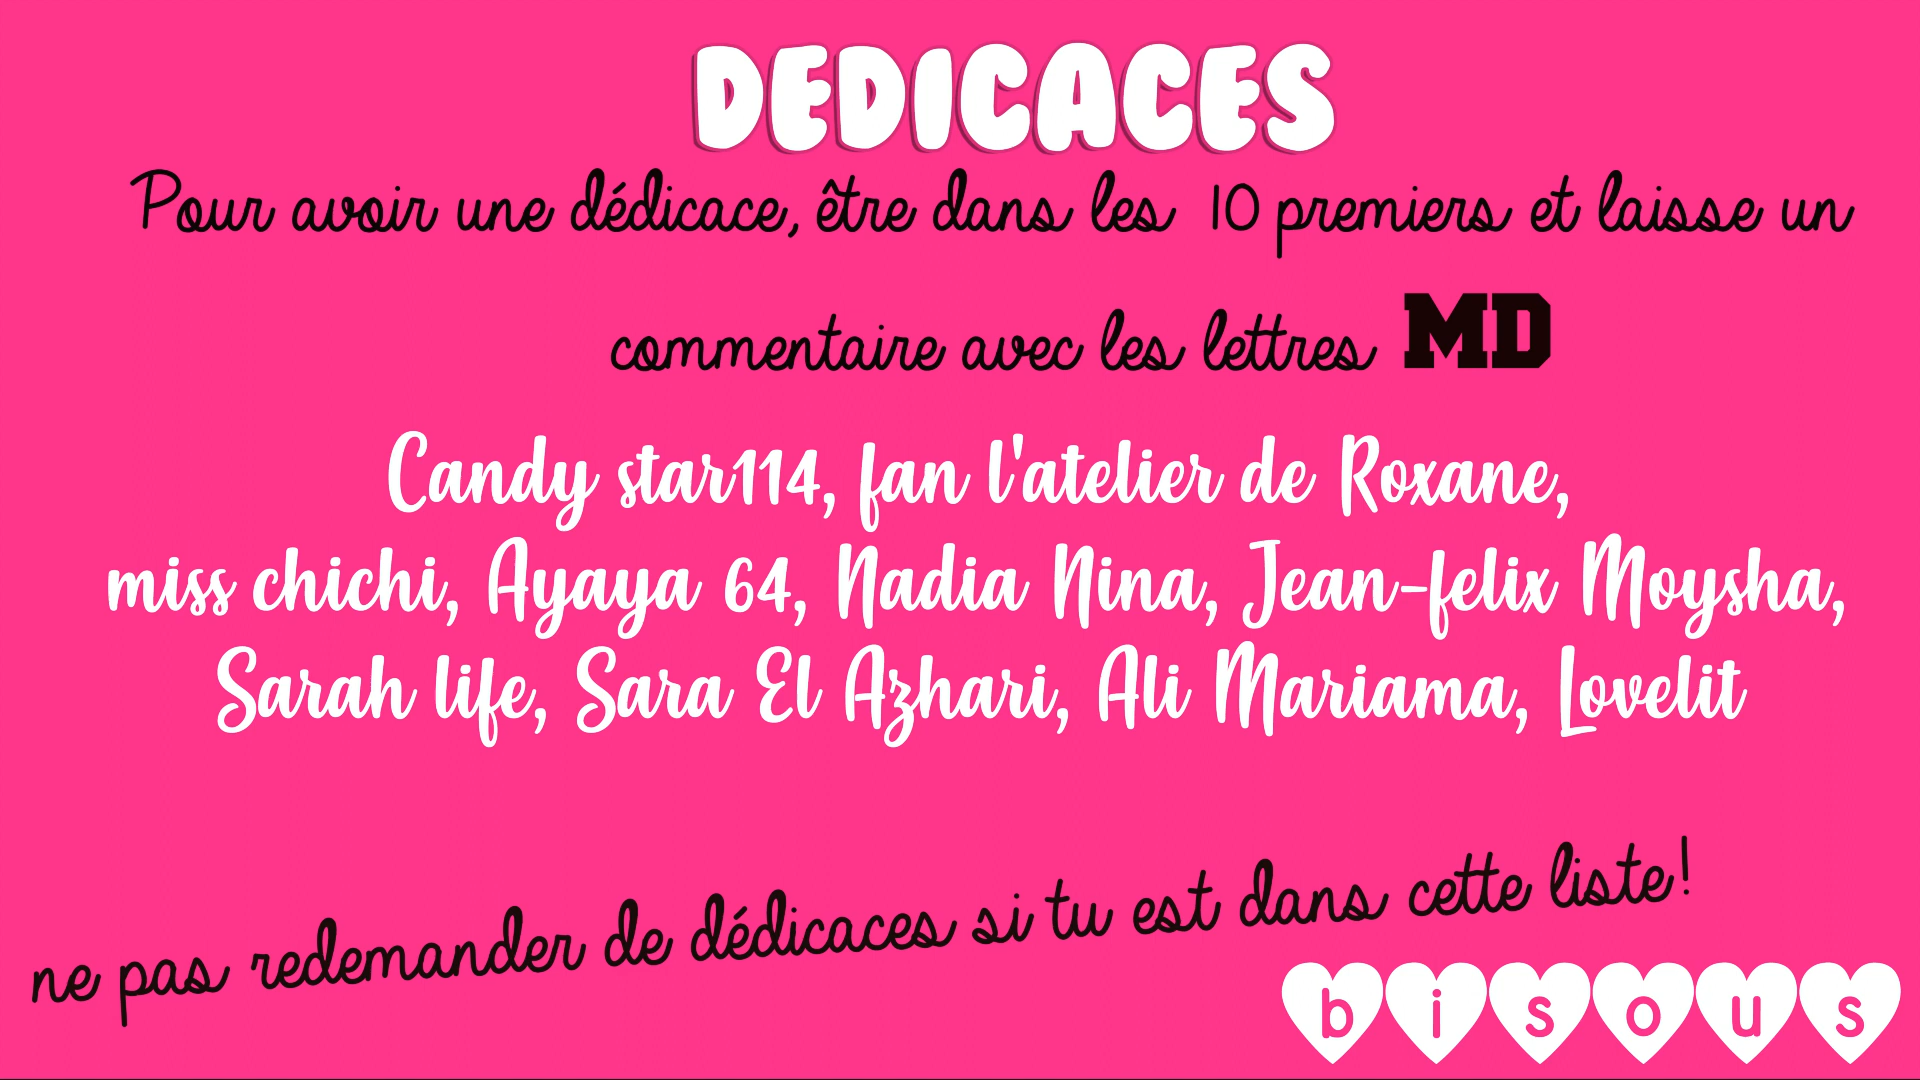 DEDICACES
Pour avoir une dédicace, être dans les 10 premiers et laisse un
commentaire avec les lettres MD
Candy star114, fan l'atelier de Roxane,
miss chichi, Ayaya 64, Nadia Nina, Jean-felix Moysha,
Sarah life, Sara El Azhari, Ali Mariama, Lovelit
ne pas redemander de dédicaces si tu est dans cette liste!
bisous